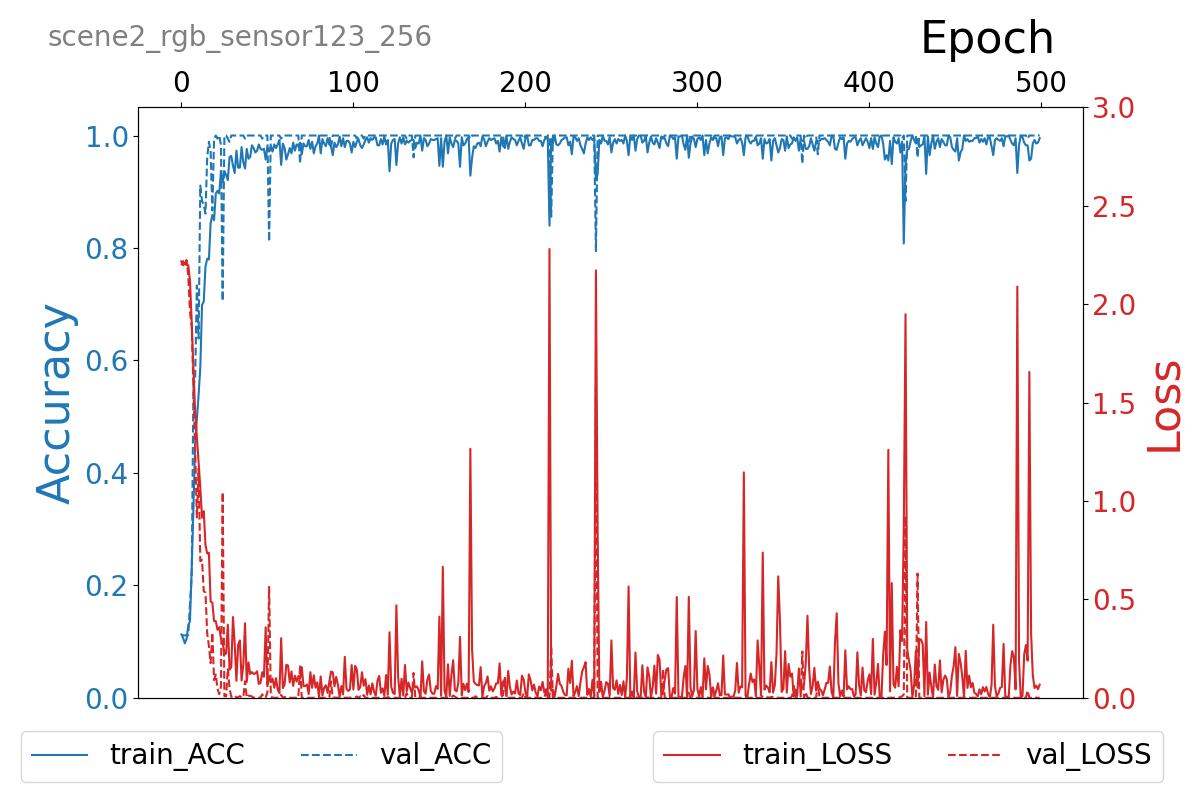 scene2_rgb_sensor123_256
Epoch
0 100 200 300 400 500
1.0
0.8
0.6
0.4
0.2
0.0
Accuracy
3.0
2.5
2.0
1.5
1.0
0.5
0.0
Loss
train_ACC val_ACC
train_LOSS val_LOSS